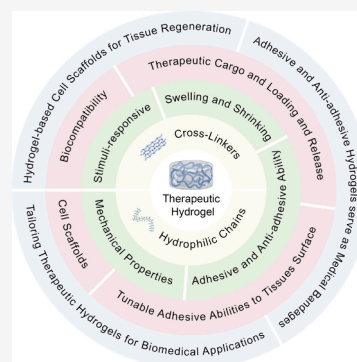 Hydrogel-based Cell Scaffolds for Tissue Regeneration
Adhesive and Anti-adhesive Hydrogels serve as Medical Bandages
Tailoring Therapeutic Hydrogels for Biomedical Applications
Biocompatibility
Therapeutic Cargo and Loading and Release
Cell Scaffolds
Tunable Adhesive Abilities to Tissues Surface
Stimuli-responsive
Swelling and Shrinking
Mechanical Properties
Adhesive and Anti-adhesive Ability
Cross-Linkers
Therapeutic
Hydrogel
Hydrophilic Chains